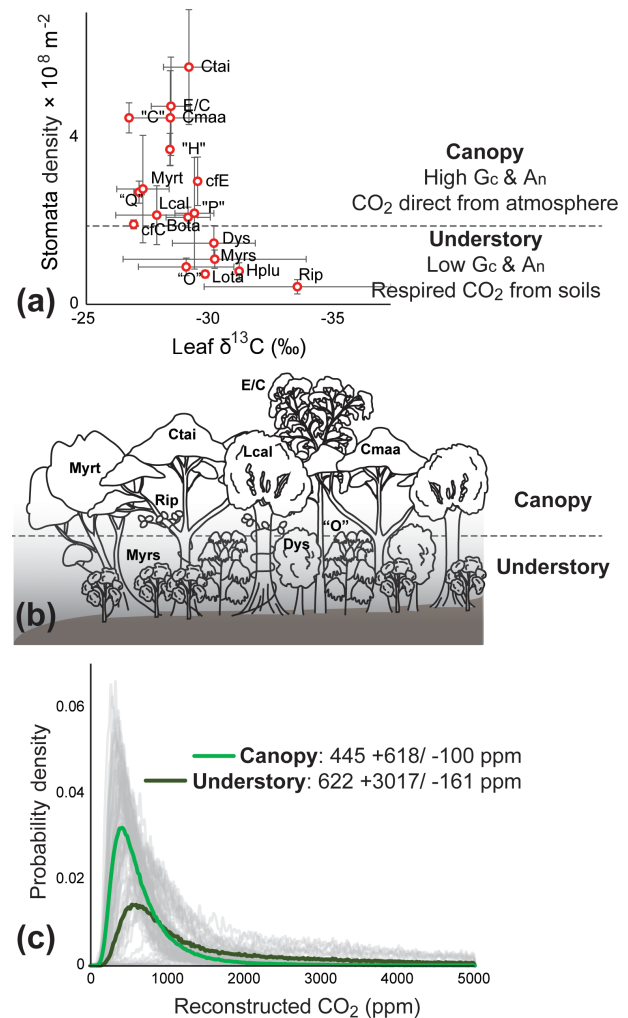 Stomata density × 10⁸ m⁻²
4
0
Ctai
E/C
"C"
Cmaa
"H"
Myrt
cfE
“Q”
Lcal
"P"
cfC
Bota
Dys
Myrs
“O”
Lota
Hplu
Rip
Canopy
High Gc & An
CO₂ direct from atmosphere
Understory
Low Gc & An
Respired CO₂ from soils
(a)
-25
-30
-35
Leaf δ¹³C (‰)
E/C
Ctai
Lcal
Cmaa
Myrt
Rip
Canopy
“O”
Dys
Myrs
Understory
(b)
Probability density
0.06
0.04
0.02
0
Canopy: 445 +618/ -100 ppm
Understory: 622 +3017/ -161 ppm
(c)
0
1000
2000
3000
4000
5000
Reconstructed CO₂ (ppm)